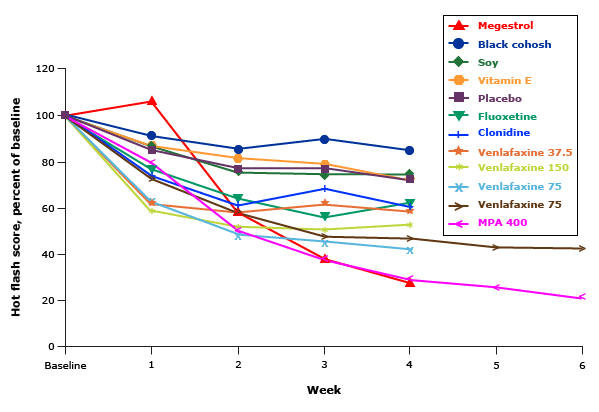 Megestrol
Black cohosh
Soy
Vitamin E
Placebo
Fluoxetine
Clonidine
Venlafaxine 37.5
Venlafaxine 150
Venlafaxine 75
Venlafaxine 75
MPA 400
Hot flash score, percent of baseline
120
100
80
60
40
20
0
Baseline 1 2 3 4 5 6
Week